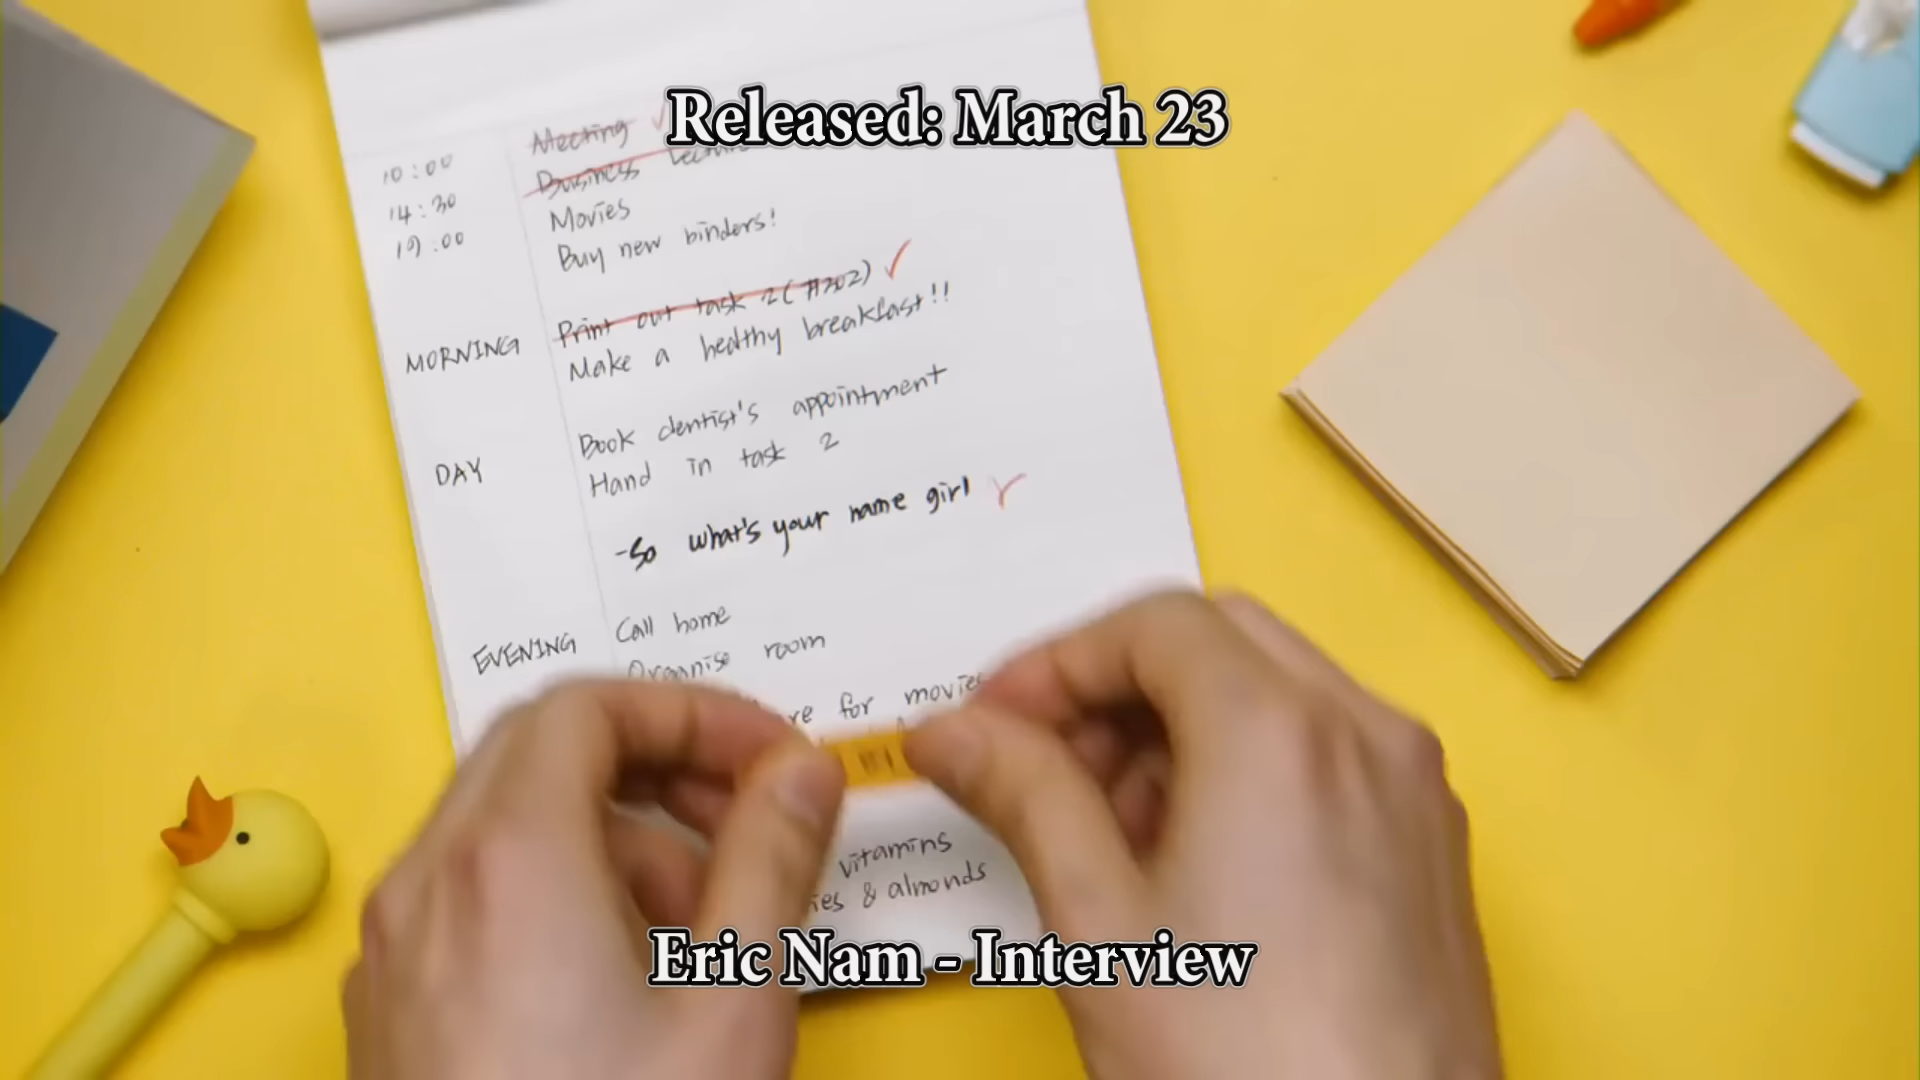 Released: March 23
Meeting
10:00 Business
14:30 Movies
19:00 Buy new binders!
Print out task 2 (#202)
MORNING Make a healthy breakfast!!
Book dentist's appointment
DAY Hand in task 2
-So what's your name girl
Call home
EVENING Organise room
for movies
vitamins
& almonds
Eric Nam - Interview